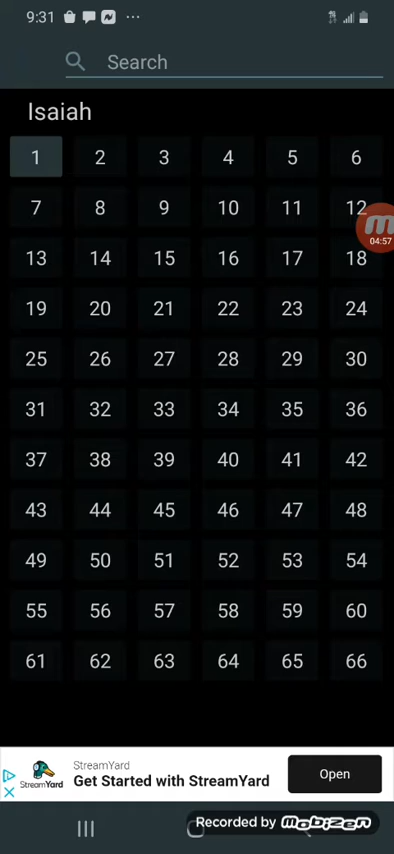 9:31
Search
Isaiah
1 2 3 4 5 6
7 8 9 10 11 12
04:57
13 14 15 16 17 18
19 20 21 22 23 24
25 26 27 28 29 30
31 32 33 34 35 36
37 38 39 40 41 42
43 44 45 46 47 48
49 50 51 52 53 54
55 56 57 58 59 60
61 62 63 64 65 66
StreamYard
StreamYard
Get Started with StreamYard
Open
Recorded by mobizen